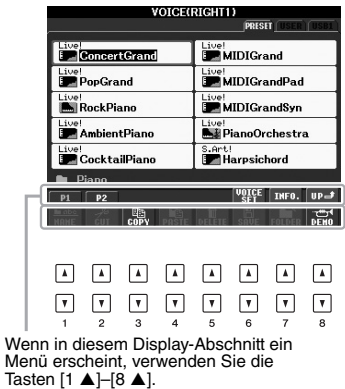 VOICE(RIGHT1)
PRESET USER USB1
Live! ConcertGrand
Live! MIDIGrand
Live! PopGrand
Live! MIDIGrandPad
Live! RockPiano
Live! MIDIGrandSyn
Live! AmbientPiano
Live! PianoOrchestra
Live! CocktailPiano
S.Art! Harpsichord
Piano
P1 P2 VOICE SET INFO. UP
NAME CUT COPY PASTE DELETE SAVE FOLDER DEMO
1 2 3 4 5 6 7 8
Wenn in diesem Display-Abschnitt ein
Menü erscheint, verwenden Sie die
Tasten [1 ▲]–[8 ▲].